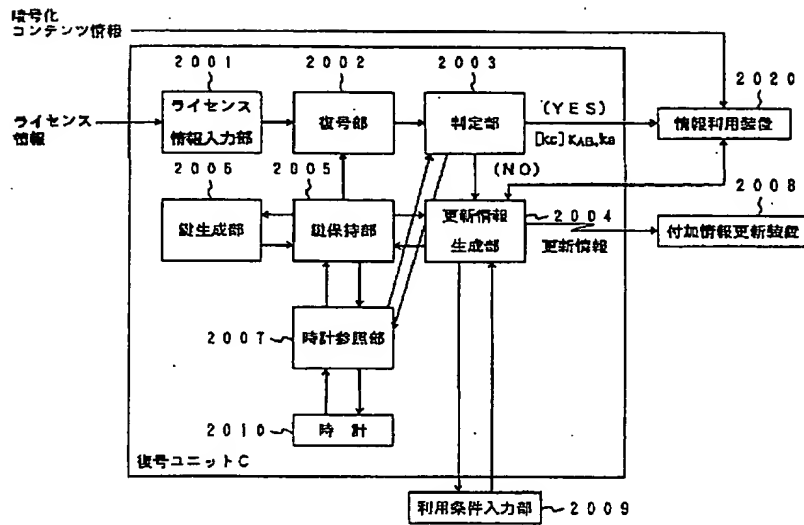 暗号化
コンテンツ情報
2001
2002
2003
2020
ライセンス
情報
ライセンス
情報入力部
復号部
判定部
(YES)
[Kc]KAB,ks
情報利用装置
(NO)
2006
2005
2008
鍵生成部
鍵保持部
更新情報
生成部
2004
更新情報
付加情報更新装置
2007
時計参照部
2010
時計
復号ユニットC
利用条件入力部
2009